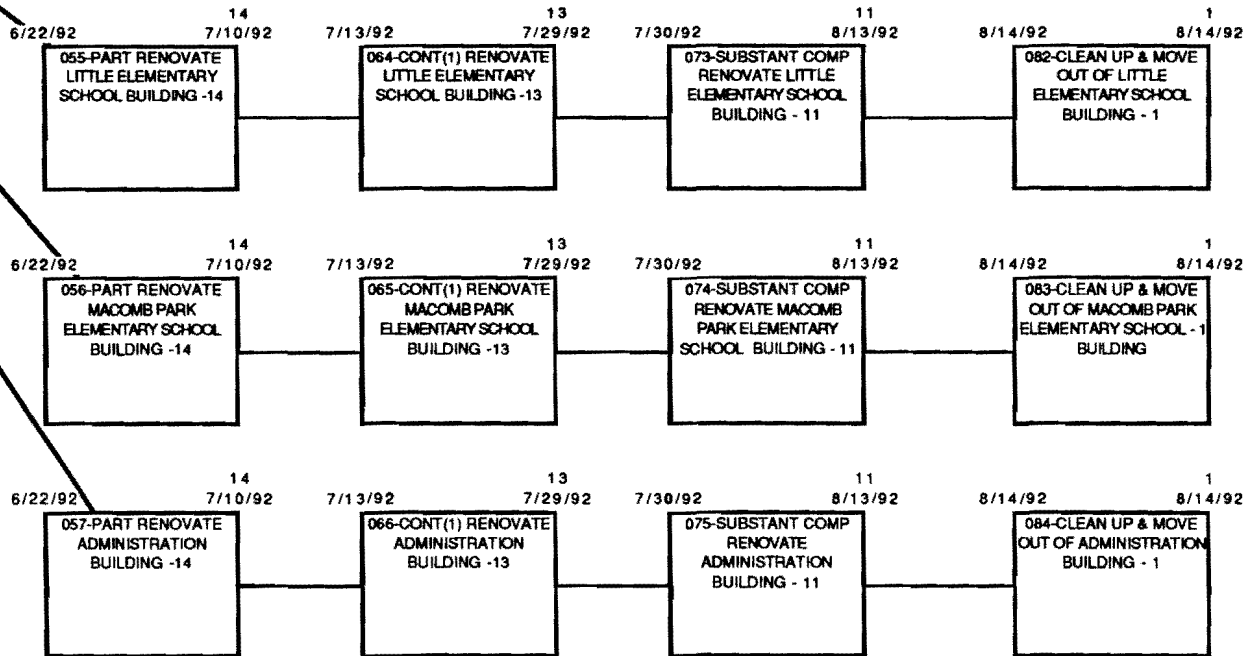 14 13 11 1
6/22/92 7/10/92 7/13/92 7/29/92 7/30/92 8/13/92 8/14/92 8/14/92
055-PART RENOVATE
LITTLE ELEMENTARY
SCHOOL BUILDING -14
064-CONT(1) RENOVATE
LITTLE ELEMENTARY
SCHOOL BUILDING -13
073-SUBSTANT COMP
RENOVATE LITTLE
ELEMENTARY SCHOOL
BUILDING - 11
082-CLEAN UP & MOVE
OUT OF LITTLE
ELEMENTARY SCHOOL
BUILDING - 1
14 13 11 1
6/22/92 7/10/92 7/13/92 7/29/92 7/30/92 8/13/92 8/14/92 8/14/92
056-PART RENOVATE
MACOMB PARK
ELEMENTARY SCHOOL
BUILDING -14
065-CONT(1) RENOVATE
MACOMB PARK
ELEMENTARY SCHOOL
BUILDING -13
074-SUBSTANT COMP
RENOVATE MACOMB
PARK ELEMENTARY
SCHOOL BUILDING - 11
083-CLEAN UP & MOVE
OUT OF MACOMB PARK
ELEMENTARY SCHOOL - 1
BUILDING
14 13 11 1
6/22/92 7/10/92 7/13/92 7/29/92 7/30/92 8/13/92 8/14/92 8/14/92
057-PART RENOVATE
ADMINISTRATION
BUILDING -14
066-CONT(1) RENOVATE
ADMINISTRATION
BUILDING -13
075-SUBSTANT COMP
RENOVATE
ADMINISTRATION
BUILDING - 11
084-CLEAN UP & MOVE
OUT OF ADMINISTRATION
BUILDING - 1